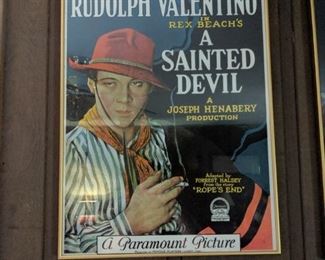 RUDOLPH VALENTINO
IN
REX BEACH'S
A
SAINTED
DEVIL
A
JOSEPH HENABERY
PRODUCTION
Adapted by
FORREST HALSEY
from the story
"ROPE'S END"
A Paramount Picture